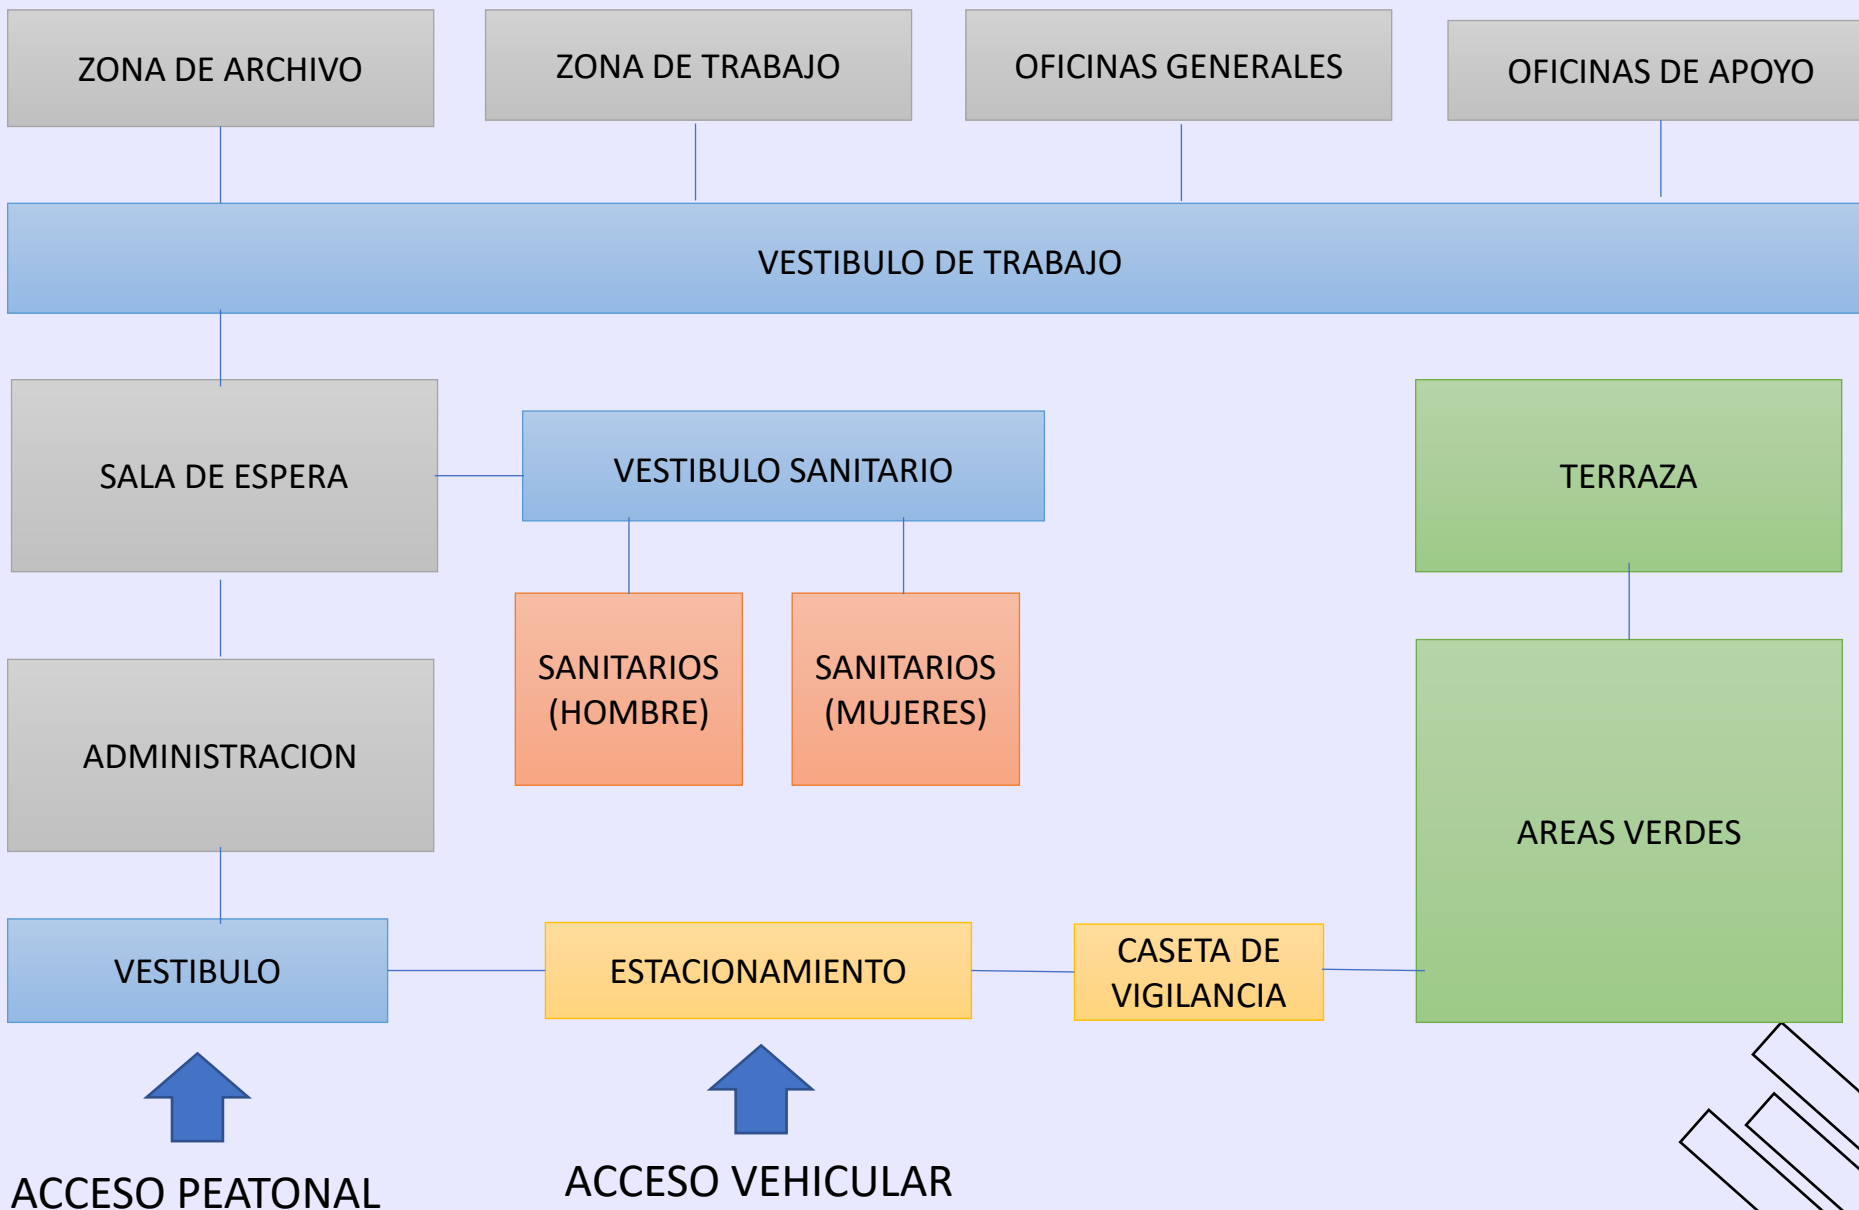 ZONA DE ARCHIVO
ZONA DE TRABAJO
OFICINAS GENERALES
OFICINAS DE APOYO
VESTIBULO DE TRABAJO
SALA DE ESPERA
VESTIBULO SANITARIO
TERRAZA
SANITARIOS
(HOMBRE)
SANITARIOS
(MUJERES)
ADMINISTRACION
AREAS VERDES
VESTIBULO
ESTACIONAMIENTO
CASETA DE
VIGILANCIA
ACCESO PEATONAL
ACCESO VEHICULAR